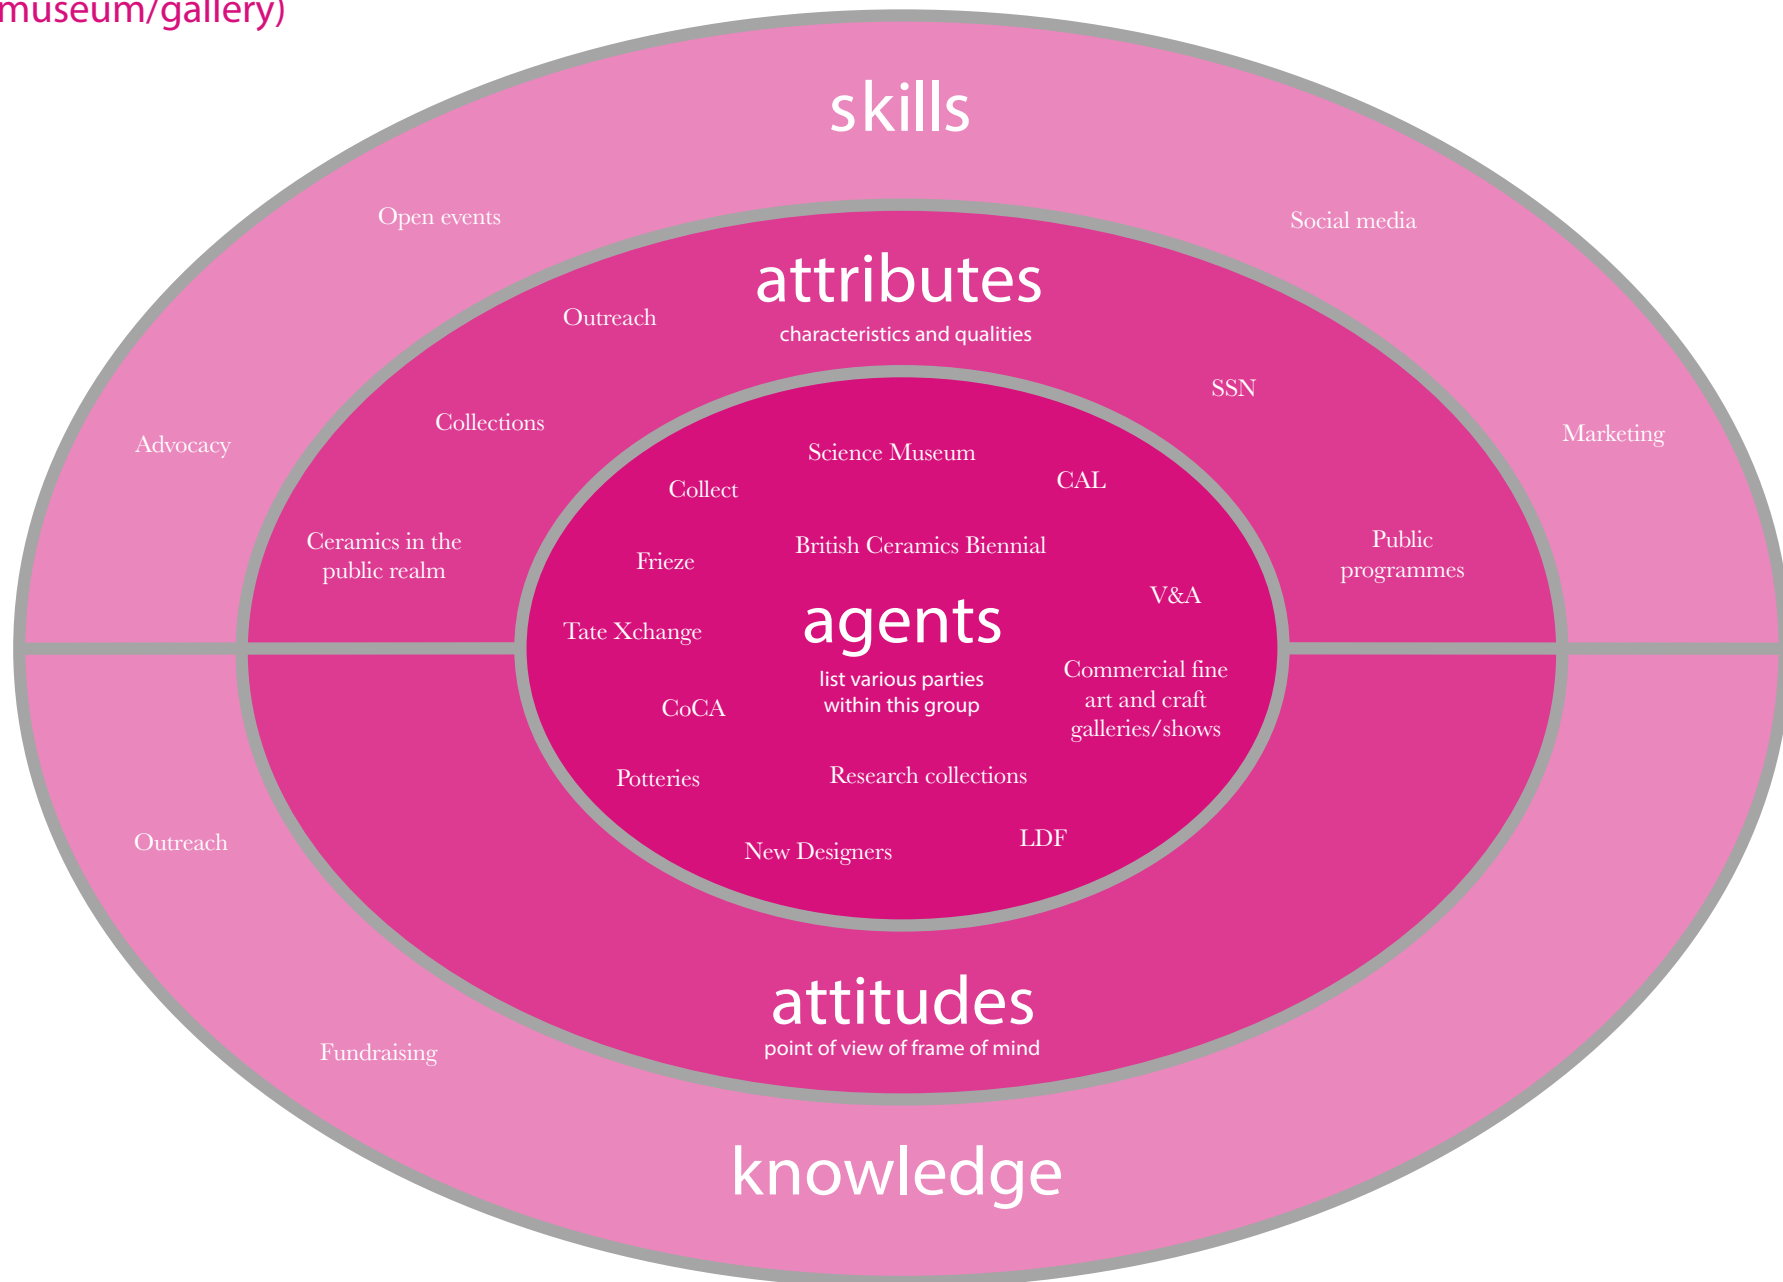 museum/gallery)
skills
Open events
Social media
attributes
characteristics and qualities
Outreach
SSN
Collections
Advocacy
Marketing
Science Museum
Collect
CAL
Ceramics in the
public realm
British Ceramics Biennial
Frieze
Public
programmes
V&A
agents
list various parties
within this group
Tate Xchange
Commercial fine
art and craft
galleries/shows
CoCA
Potteries
Research collections
Outreach
New Designers
LDF
attitudes
point of view of frame of mind
Fundraising
knowledge